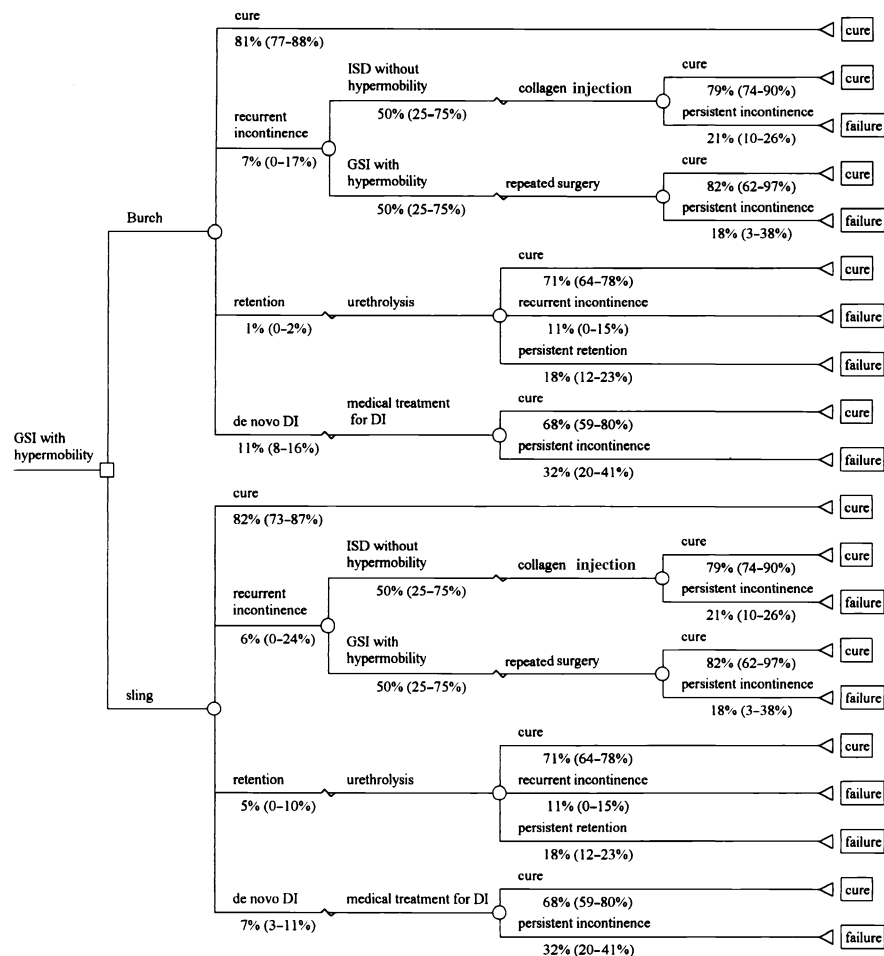 cure
81% (77–88%)
cure
ISD without
hypermobility
50% (25–75%)
collagen injection
cure
79% (74–90%)
cure
persistent incontinence
21% (10–26%)
failure
recurrent
incontinence
7% (0–17%)
GSI with
hypermobility
50% (25–75%)
repeated surgery
cure
82% (62–97%)
cure
persistent incontinence
18% (3–38%)
failure
Burch
retention
1% (0–2%)
urethrolysis
cure
71% (64–78%)
cure
recurrent incontinence
11% (0–15%)
failure
persistent retention
18% (12–23%)
failure
de novo DI
11% (8–16%)
medical treatment
for DI
cure
68% (59–80%)
cure
persistent incontinence
32% (20–41%)
failure
GSI with
hypermobility
cure
82% (73–87%)
cure
ISD without
hypermobility
50% (25–75%)
collagen injection
cure
79% (74–90%)
cure
persistent incontinence
21% (10–26%)
failure
recurrent
incontinence
6% (0–24%)
GSI with
hypermobility
50% (25–75%)
repeated surgery
cure
82% (62–97%)
cure
persistent incontinence
18% (3–38%)
failure
sling
retention
5% (0–10%)
urethrolysis
cure
71% (64–78%)
cure
recurrent incontinence
11% (0–15%)
failure
persistent retention
18% (12–23%)
failure
de novo DI
7% (3–11%)
medical treatment for DI
cure
68% (59–80%)
cure
persistent incontinence
32% (20–41%)
failure